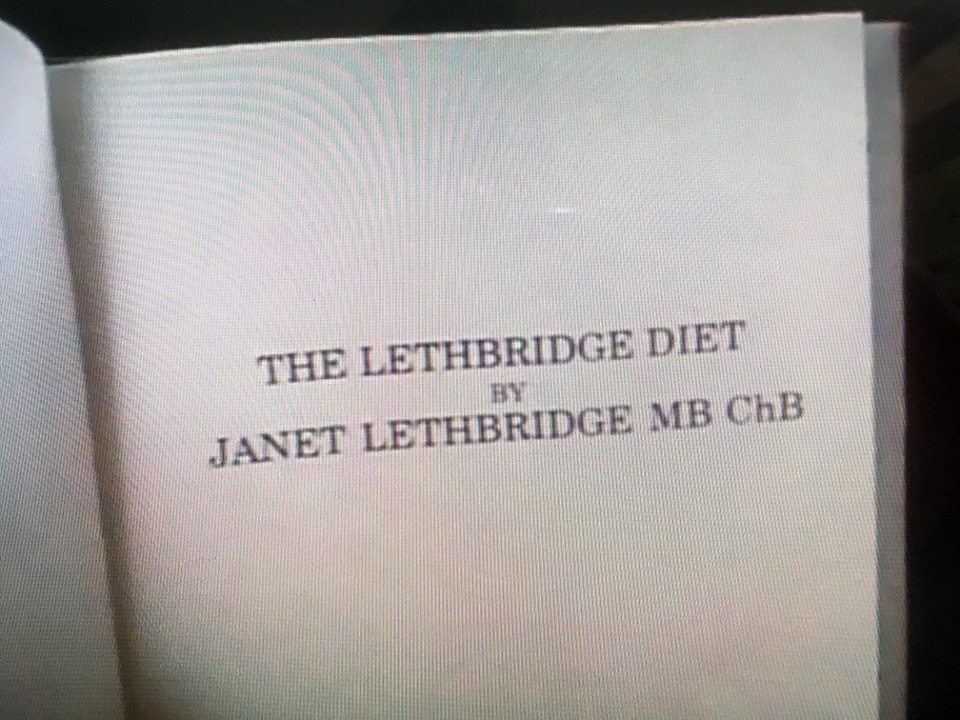 THE LETHBRIDGE DIET
BY
JANET LETHBRIDGE MB ChB